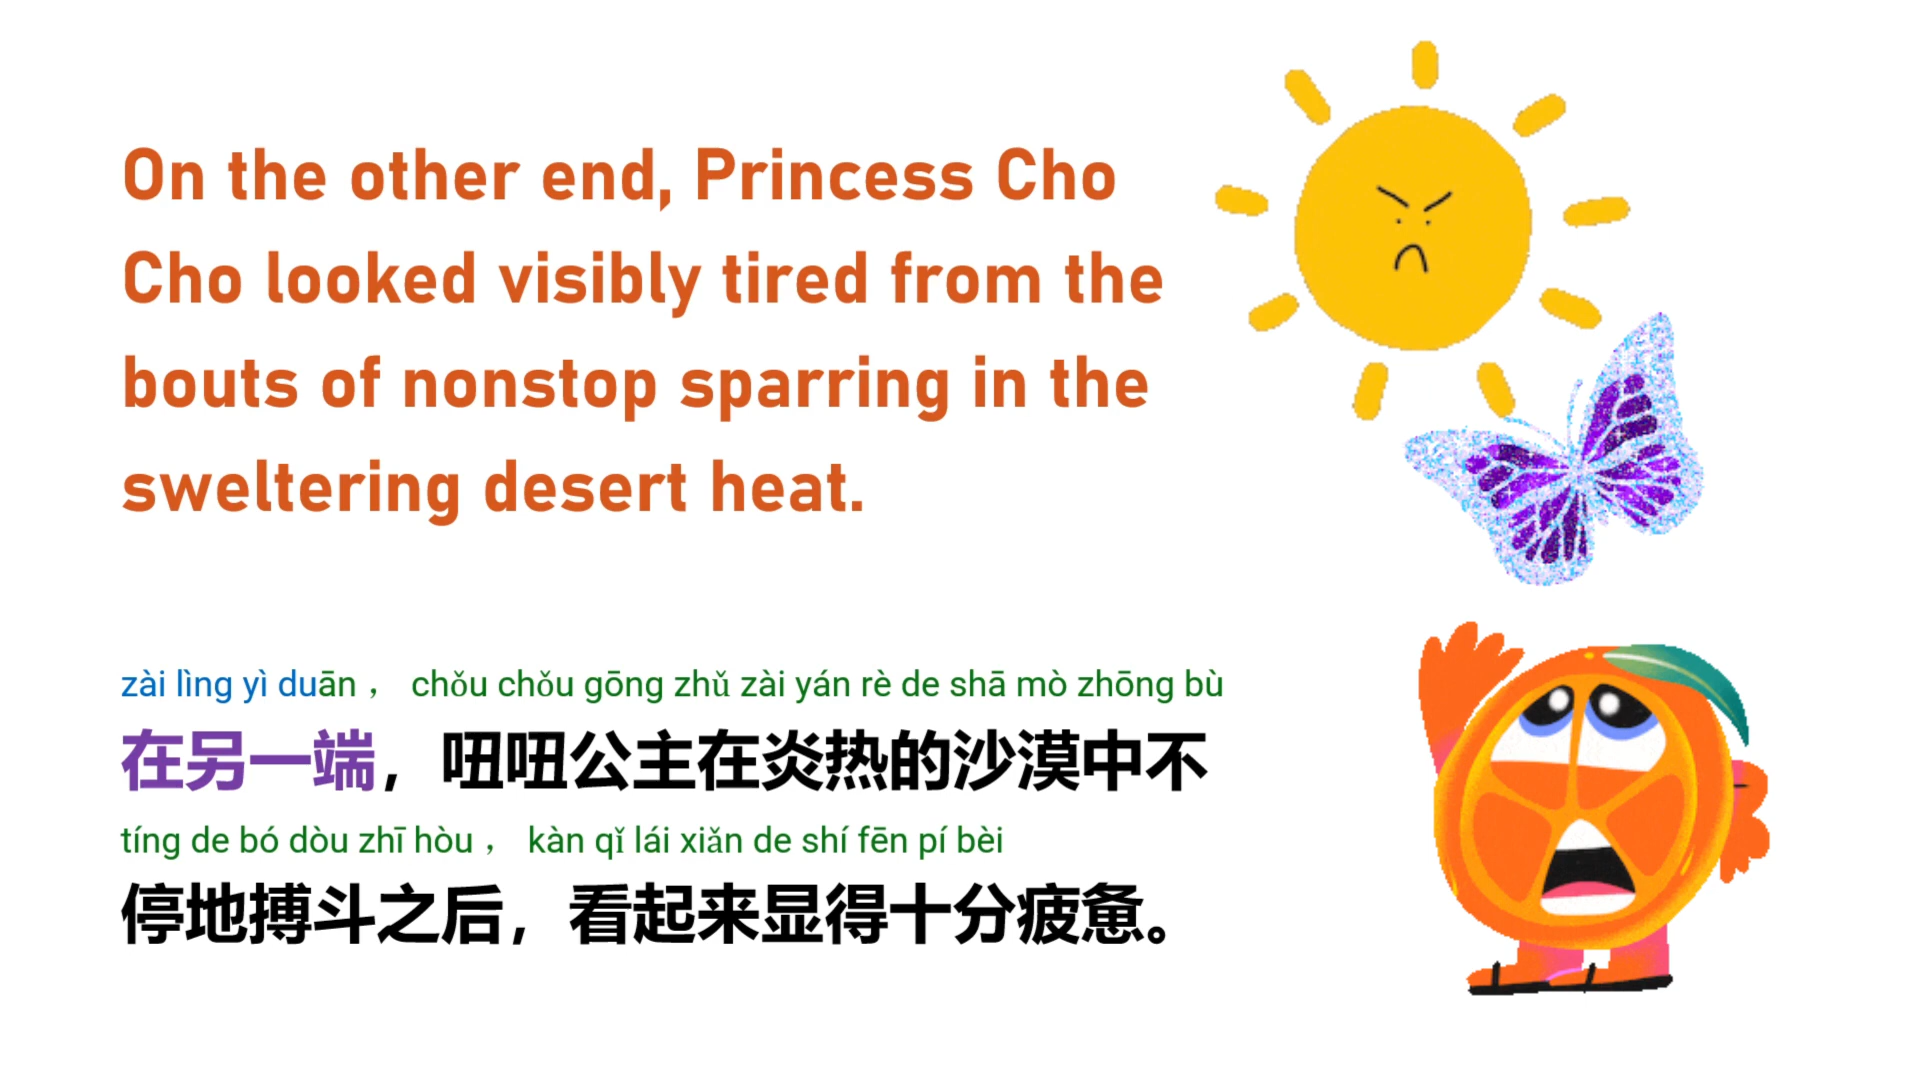 On the other end, Princess Cho
Cho looked visibly tired from the
bouts of nonstop sparring in the
sweltering desert heat.
zài lìng yì duān， chǒu chǒu gōng zhǔ zài yán rè de shā mò zhōng bù
在另一端，吜吜公主在炎热的沙漠中不
tíng de bó dòu zhī hòu， kàn qǐ lái xiǎn de shí fēn pí bèi
停地搏斗之后，看起来显得十分疲惫。